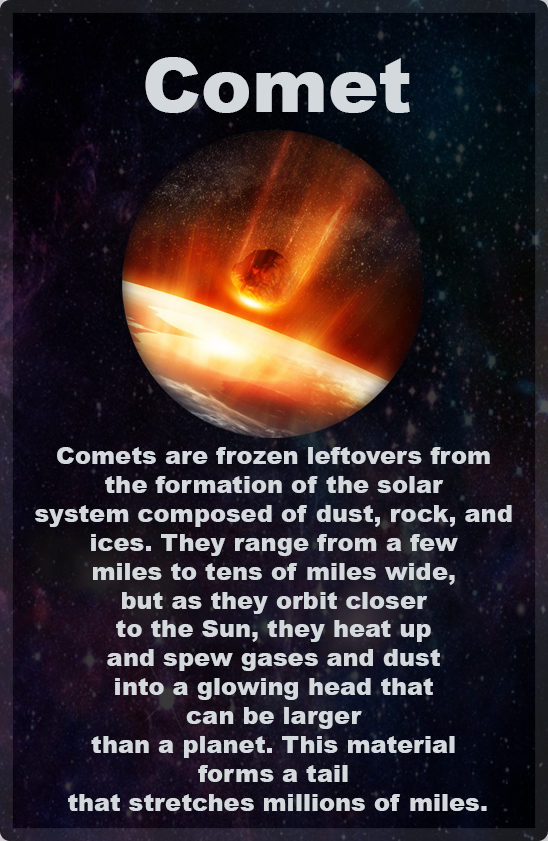 Comet
Comets are frozen leftovers from
the formation of the solar
system composed of dust, rock, and
ices. They range from a few
miles to tens of miles wide,
but as they orbit closer
to the Sun, they heat up
and spew gases and dust
into a glowing head that
can be larger
than a planet. This material
forms a tail
that stretches millions of miles.